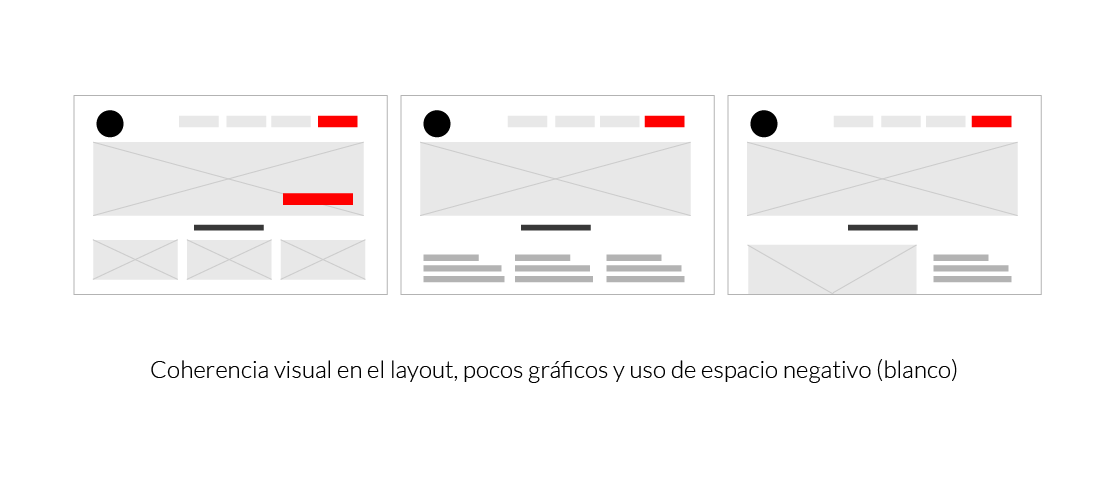 Coherencia visual en el layout, pocos gráficos y uso de espacio negativo (blanco)